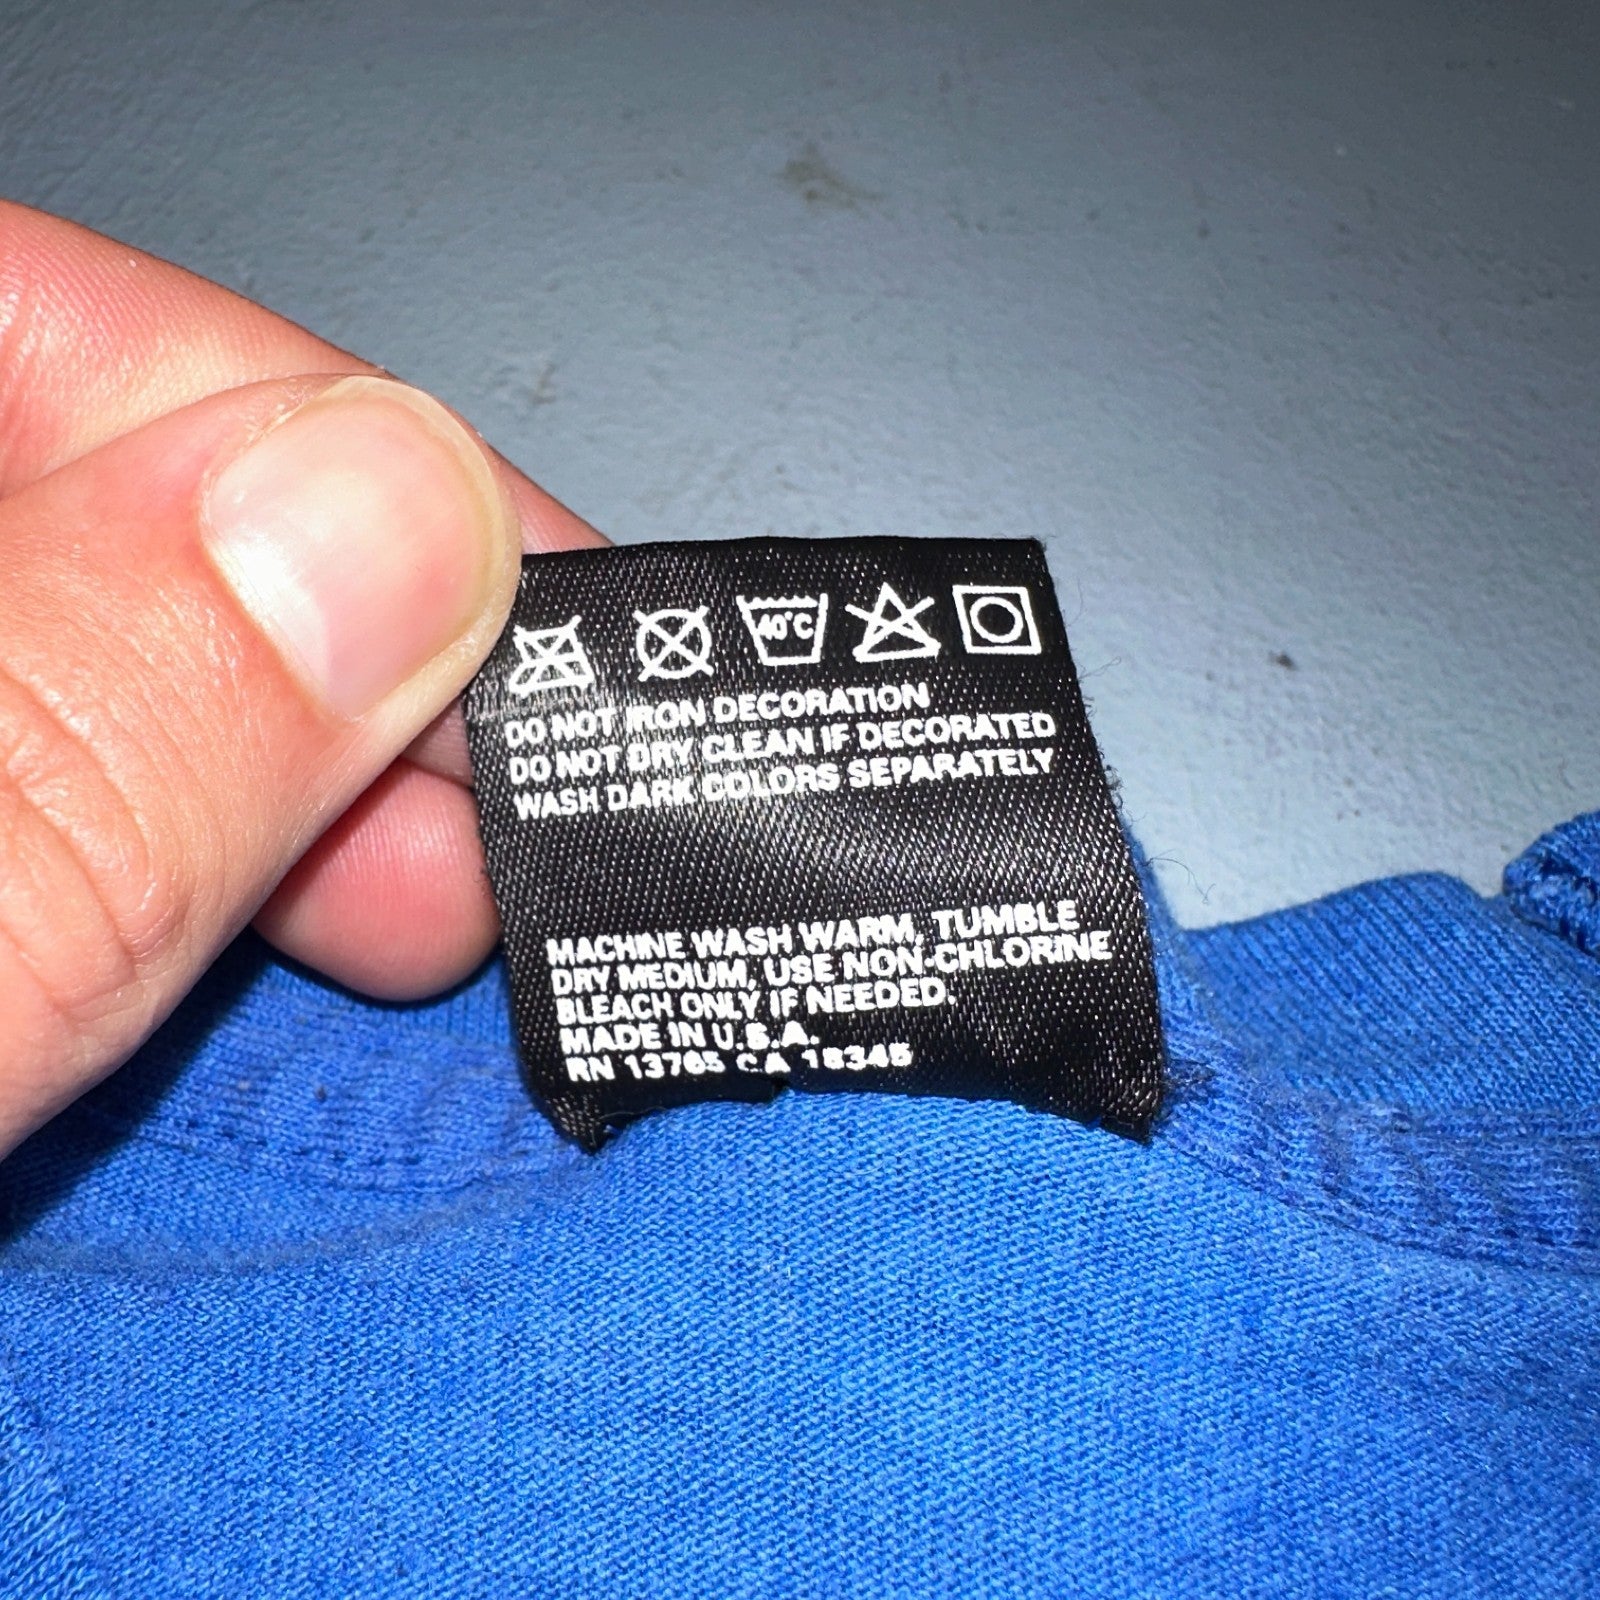 40°C
DO NOT IRON DECORATION
DO NOT DRY CLEAN IF DECORATED
WASH DARK COLORS SEPARATELY
MACHINE WASH WARM, TUMBLE
DRY MEDIUM, USE NON-CHLORINE
BLEACH ONLY IF NEEDED.
MADE IN U.S.A.
RN 13765 CA 18345